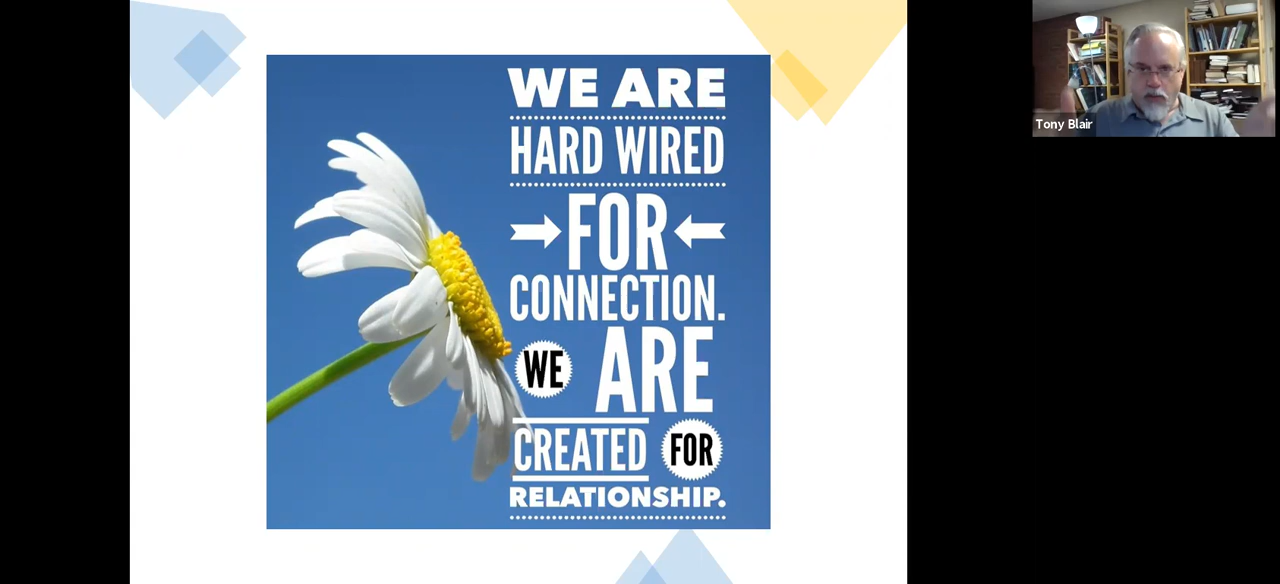 WE ARE
HARD WIRED
FOR
CONNECTION.
WE ARE
CREATED FOR
RELATIONSHIP.
Tony Blair